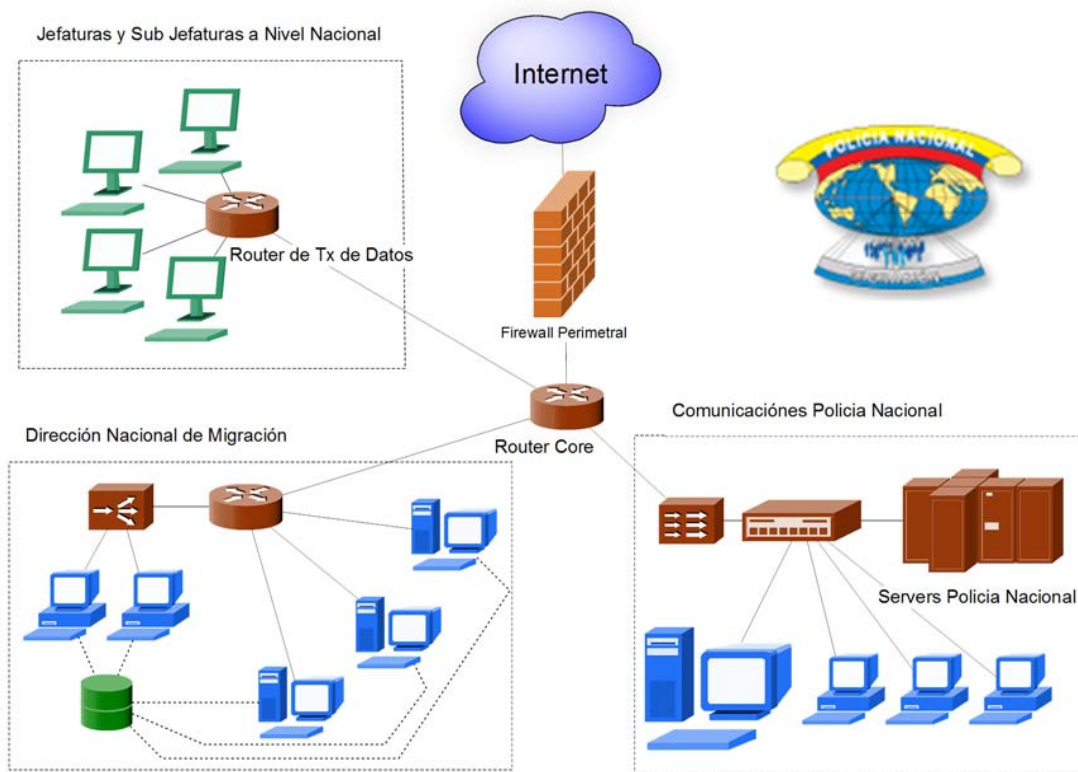 Jefaturas y Sub Jefaturas a Nivel Nacional
Internet
POLICIA NACIONAL
Router de Tx de Datos
Firewall Perimetral
Router Core
Comunicaciónes Policia Nacional
Dirección Nacional de Migración
Servers Policia Nacional